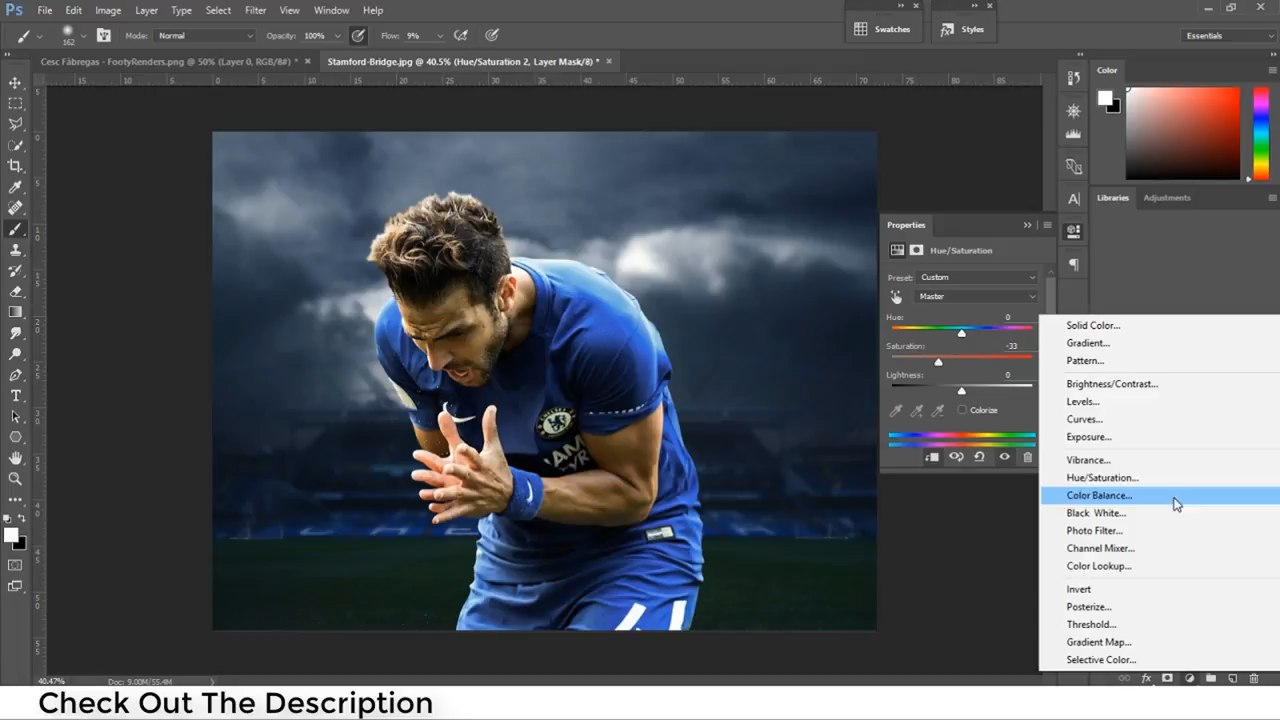 Ps File Edit Image Layer Type Select Filter View Window Help
Swatches Styles
162 Mode: Normal Opacity: 100% Flow: 9% Essentials
Cesc Fàbregas - FootyRenders.png @ 50% (Layer 0, RGB/8#) * × Stamford-Bridge.jpg @ 40.5% (Hue/Saturation 2, Layer Mask/8) * ×
Color
Libraries Adjustments
Properties
Hue/Saturation
Preset: Custom
Master
Hue: 0
Saturation: -33
Lightness: 0
Colorize
Solid Color...
Gradient...
Pattern...
Brightness/Contrast...
Levels...
Curves...
Exposure...
Vibrance...
Hue/Saturation...
Color Balance...
Black White...
Photo Filter...
Channel Mixer...
Color Lookup...
Invert
Posterize...
Threshold...
Gradient Map...
Selective Color...
40.47% Doc: 9.00M/55.4M
Check Out The Description